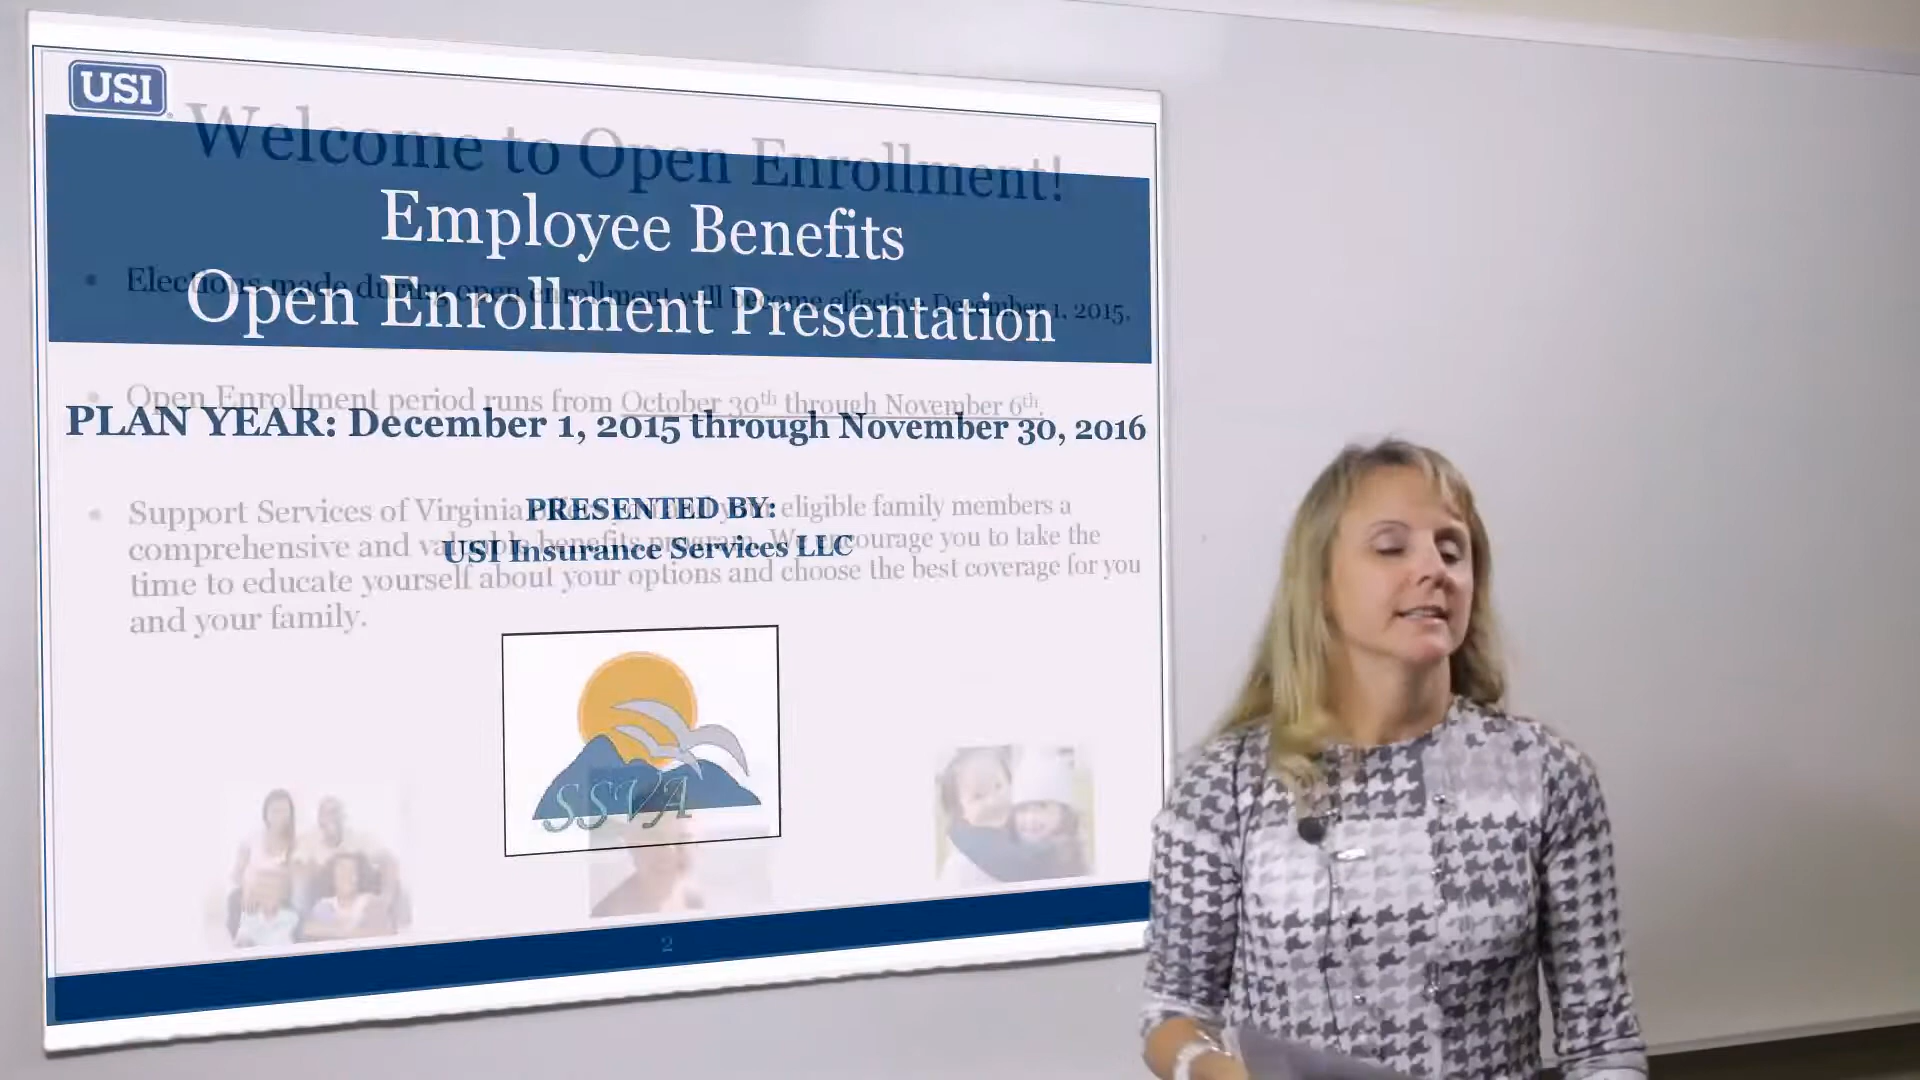 USI
Welcome to Open Enrollment!
Employee Benefits
Open Enrollment Presentation
• Elections made during open enrollment will become effective December 1, 2015.
• Open Enrollment period runs from October 30th through November 6th.
PLAN YEAR: December 1, 2015 through November 30, 2016
PRESENTED BY:
USI Insurance Services LLC
• Support Services of Virginia eligible family members a
comprehensive and valuable benefits program. We encourage you to take the
time to educate yourself about your options and choose the best coverage for you
and your family.
SSVA
2